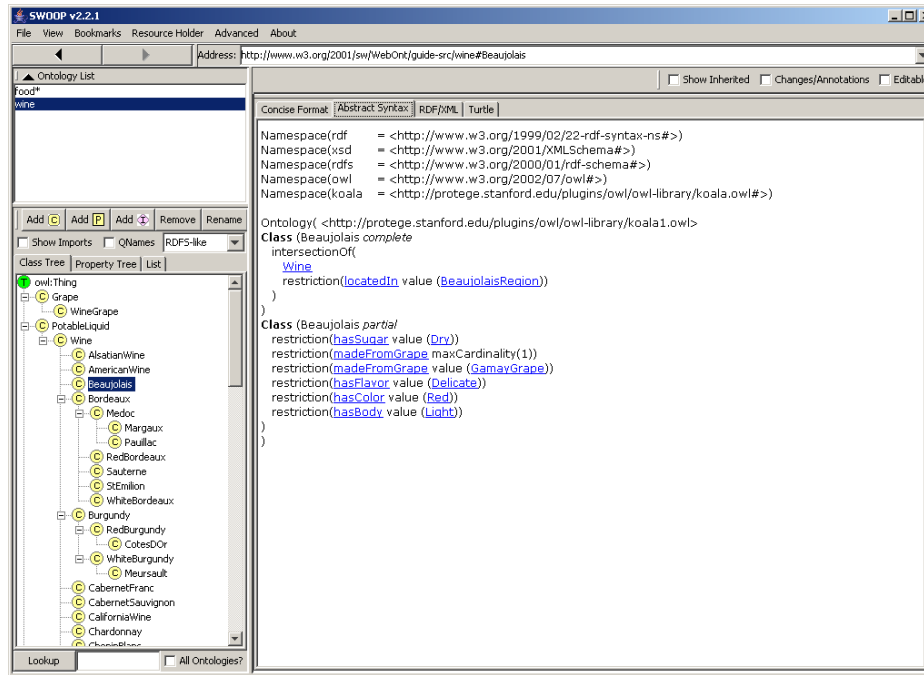 SWOOP v2.2.1
File View Bookmarks Resource Holder Advanced About
Address: http://www.w3.org/2001/sw/WebOnt/guide-src/wine#Beaujolais
Ontology List
food*
wine
Show Inherited Changes/Annotations Editabl
Concise Format Abstract Syntax RDF/XML Turtle
Namespace(rdf = <http://www.w3.org/1999/02/22-rdf-syntax-ns#>)
Namespace(xsd = <http://www.w3.org/2001/XMLSchema#>)
Namespace(rdfs = <http://www.w3.org/2000/01/rdf-schema#>)
Namespace(owl = <http://www.w3.org/2002/07/owl#>)
Namespace(koala = <http://protege.stanford.edu/plugins/owl/owl-library/koala.owl#>)
Ontology( <http://protege.stanford.edu/plugins/owl/owl-library/koala1.owl>
Class (Beaujolais complete
intersectionOf(
Wine
restriction(locatedIn value (BeaujolaisRegion))
)
)
Class (Beaujolais partial
restriction(hasSugar value (Dry))
restriction(madeFromGrape maxCardinality(1))
restriction(madeFromGrape value (GamayGrape))
restriction(hasFlavor value (Delicate))
restriction(hasColor value (Red))
restriction(hasBody value (Light))
)
)
Add C Add P Add I Remove Rename
Show Imports QNames RDFS-like
Class Tree Property Tree List
T owl:Thing
C Grape
C WineGrape
C PotableLiquid
C Wine
C AlsatianWine
C AmericanWine
C Beaujolais
C Bordeaux
C Medoc
C Margaux
C Pauillac
C RedBordeaux
C Sauterne
C StEmilion
C WhiteBordeaux
C Burgundy
C RedBurgundy
C CotesDOr
C WhiteBurgundy
C Meursault
C CabernetFranc
C CabernetSauvignon
C CaliforniaWine
C Chardonnay
C CheninBlanc
Lookup All Ontologies?